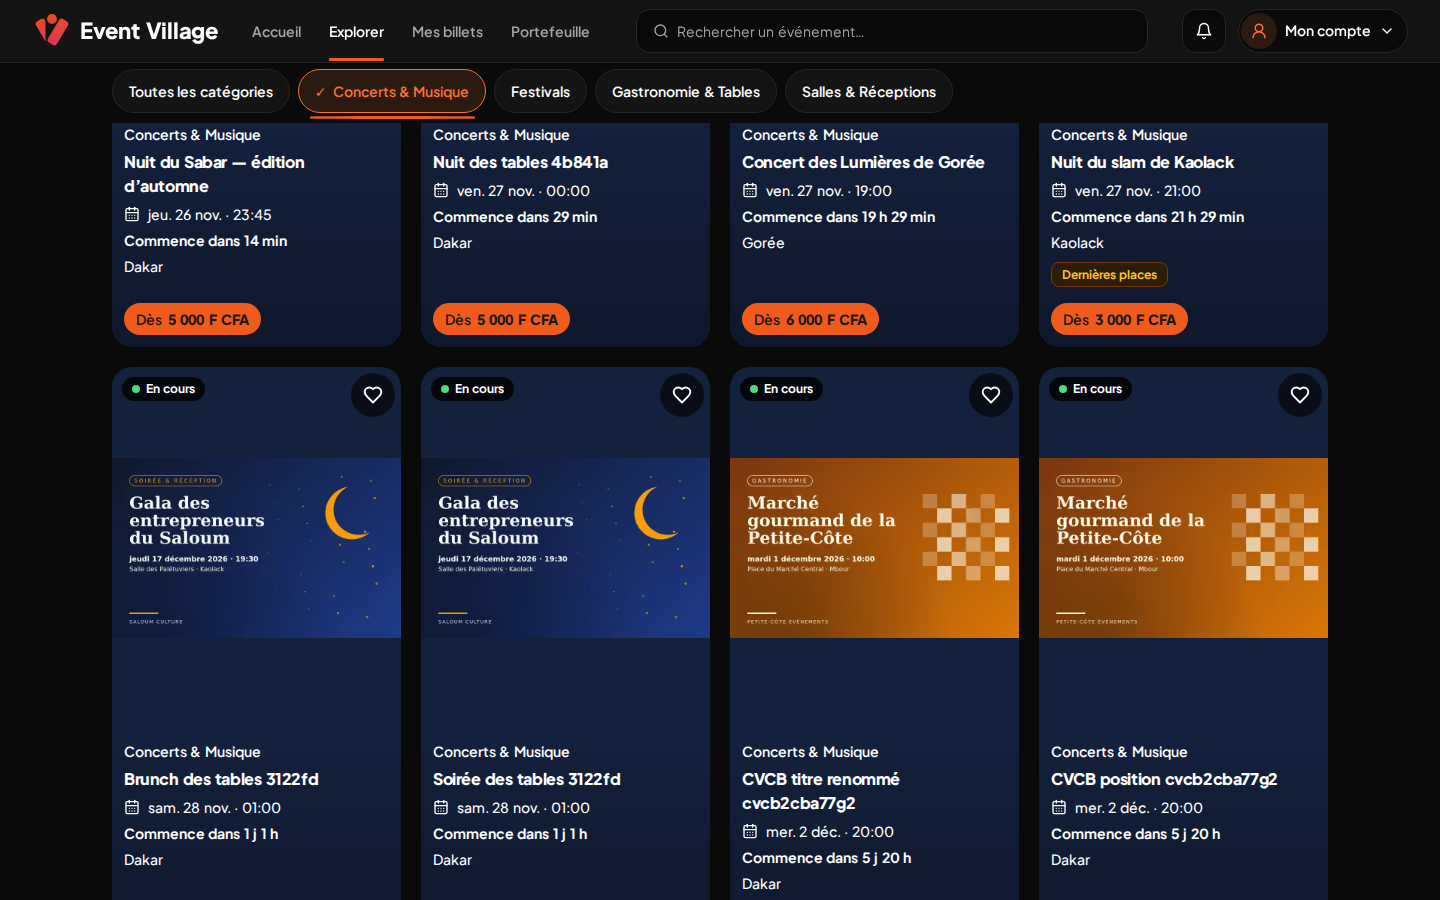 Event Village
Accueil
Explorer
Mes billets
Portefeuille
Rechercher un événement…
Mon compte
Toutes les catégories
✓ Concerts & Musique
Festivals
Gastronomie & Tables
Salles & Réceptions
Concerts & Musique
Nuit du Sabar — édition
d’automne
jeu. 26 nov. · 23:45
Commence dans 14 min
Dakar
Dès 5 000 F CFA
Concerts & Musique
Nuit des tables 4b841a
ven. 27 nov. · 00:00
Commence dans 29 min
Dakar
Dès 5 000 F CFA
Concerts & Musique
Concert des Lumières de Gorée
ven. 27 nov. · 19:00
Commence dans 19 h 29 min
Gorée
Dès 6 000 F CFA
Concerts & Musique
Nuit du slam de Kaolack
ven. 27 nov. · 21:00
Commence dans 21 h 29 min
Kaolack
Dernières places
Dès 3 000 F CFA
En cours
SOIRÉE & RÉCEPTION
Gala des
entrepreneurs
du Saloum
jeudi 17 décembre 2026 · 19:30
Salle des Palétuviers · Kaolack
SALOUM CULTURE
Concerts & Musique
Brunch des tables 3122fd
sam. 28 nov. · 01:00
Commence dans 1 j 1 h
Dakar
En cours
SOIRÉE & RÉCEPTION
Gala des
entrepreneurs
du Saloum
jeudi 17 décembre 2026 · 19:30
Salle des Palétuviers · Kaolack
SALOUM CULTURE
Concerts & Musique
Soirée des tables 3122fd
sam. 28 nov. · 01:00
Commence dans 1 j 1 h
Dakar
En cours
GASTRONOMIE
Marché
gourmand de la
Petite-Côte
mardi 1 décembre 2026 · 10:00
Place du Marché Central · Mbour
PETITE-CÔTE ÉVÉNEMENTS
Concerts & Musique
CVCB titre renommé
cvcb2cba77g2
mer. 2 déc. · 20:00
Commence dans 5 j 20 h
Dakar
En cours
GASTRONOMIE
Marché
gourmand de la
Petite-Côte
mardi 1 décembre 2026 · 10:00
Place du Marché Central · Mbour
PETITE-CÔTE ÉVÉNEMENTS
Concerts & Musique
CVCB position cvcb2cba77g2
mer. 2 déc. · 20:00
Commence dans 5 j 20 h
Dakar